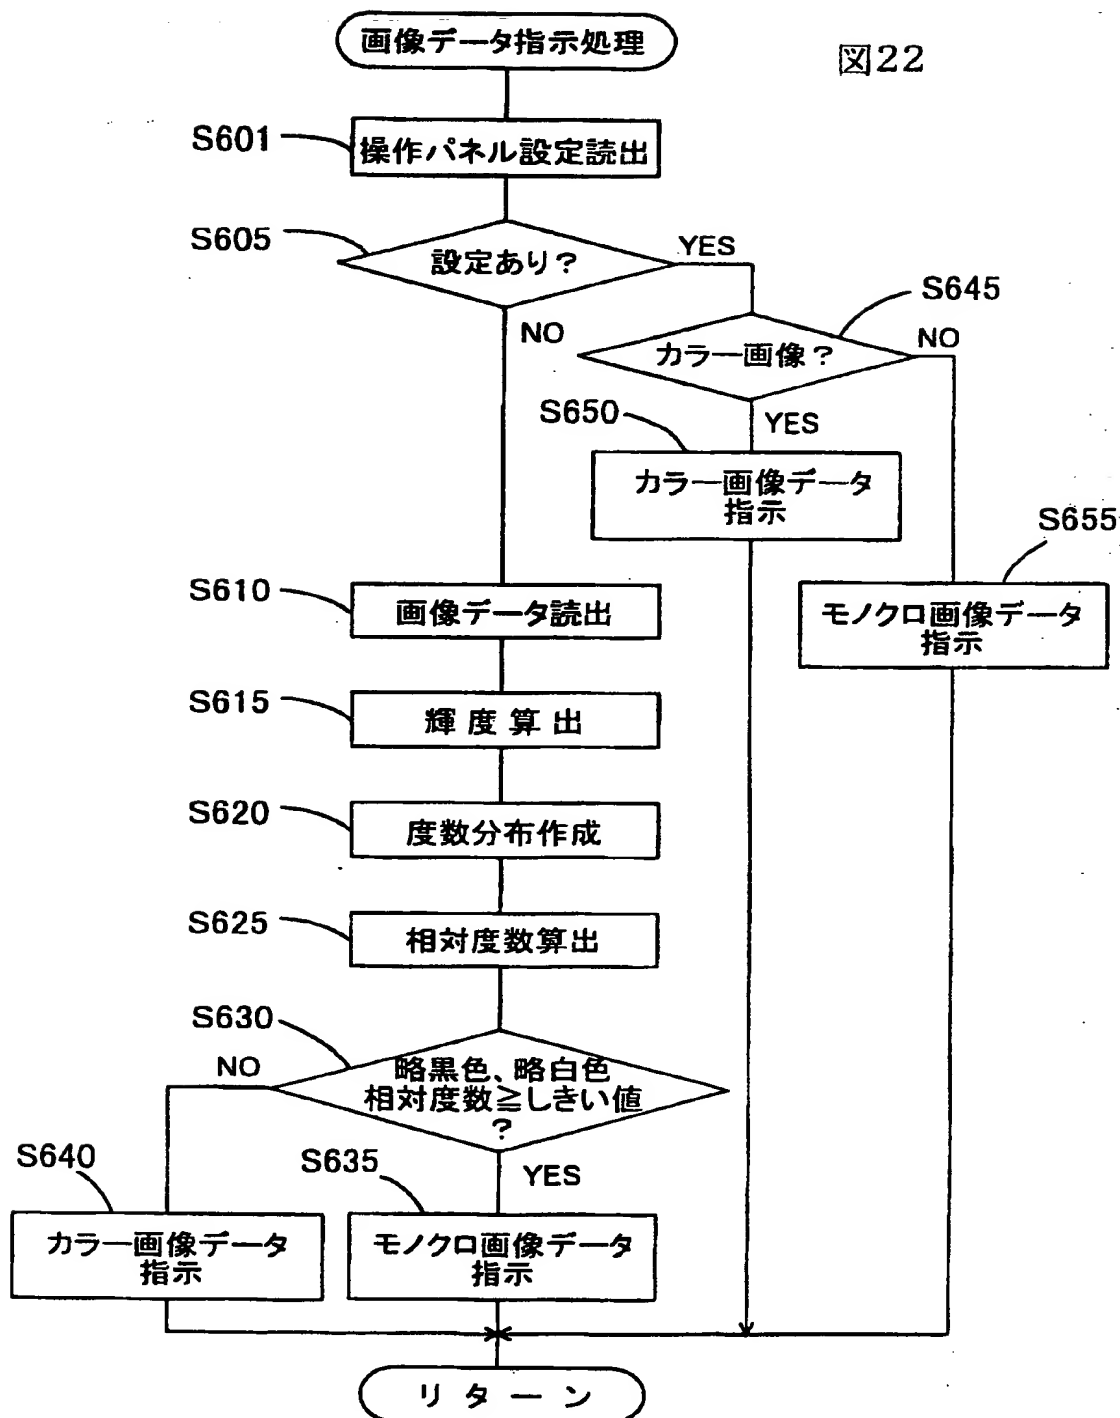 画像データ指示処理
図22
S601
操作パネル設定読出
S605
設定あり?
YES
NO
S645
カラー画像?
NO
YES
S650
カラー画像データ
指示
S655
モノクロ画像データ
指示
S610
画像データ読出
S615
輝度算出
S620
度数分布作成
S625
相対度数算出
S630
略黒色、略白色
相対度数≧しきい値
?
NO
YES
S640
カラー画像データ
指示
S635
モノクロ画像データ
指示
リターン